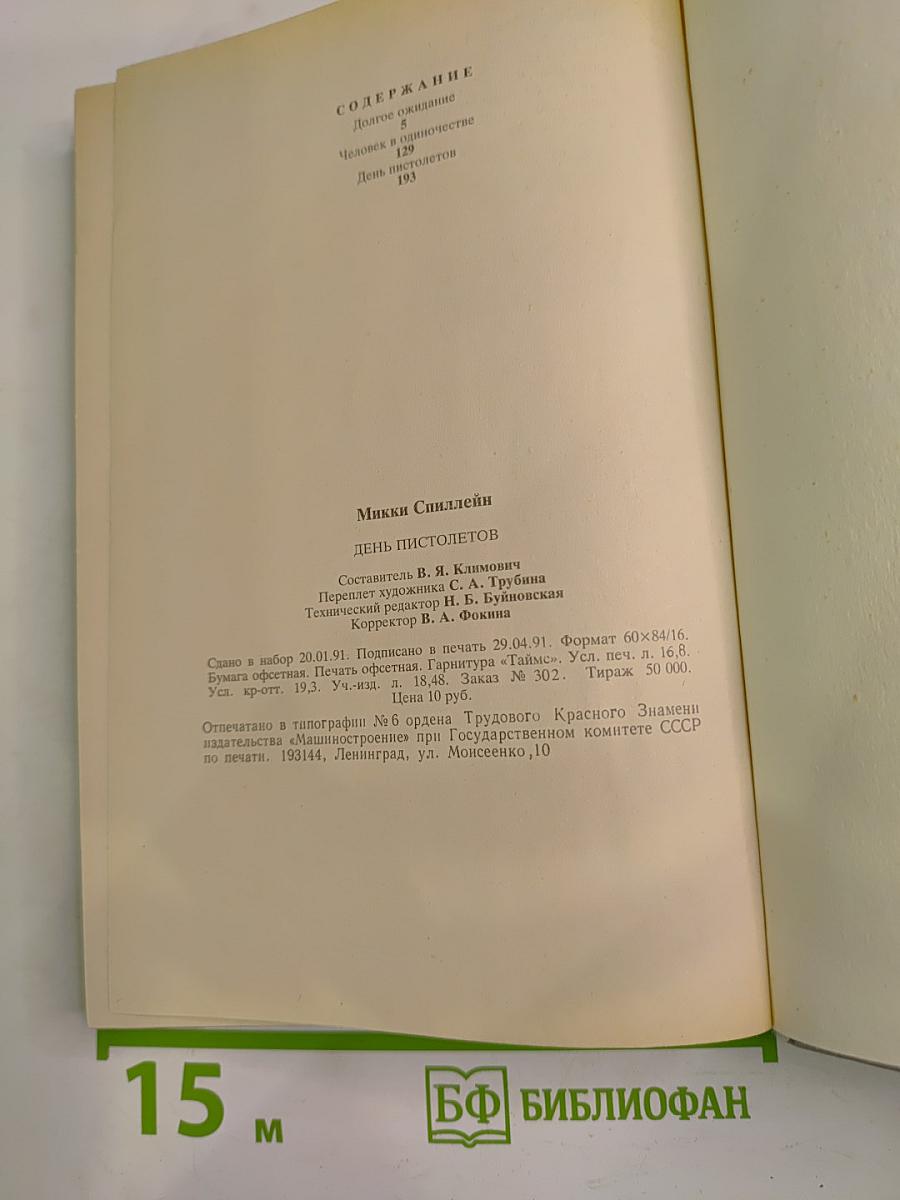 СОДЕРЖАНИЕ
Долгое ожидание
5
Человек в одиночестве
129
День пистолетов
193
Микки Спиллейн
ДЕНЬ ПИСТОЛЕТОВ
Составитель В. Я. Климович
Переплет художника С. А. Трубина
Технический редактор Н. Б. Буйновская
Корректор В. А. Фокина
Сдано в набор 20.01.91. Подписано в печать 29.04.91. Формат 60×84/16.
Бумага офсетная. Печать офсетная. Гарнитура «Таймс». Усл. печ. л. 16,8.
Усл. кр-отт. 19,3. Уч.-изд. л. 18,48. Заказ № 302. Тираж 50 000.
Цена 10 руб.
Отпечатано в типографии № 6 ордена Трудового Красного Знамени
издательства «Машиностроение» при Государственном комитете СССР
по печати. 193144, Ленинград, ул. Моисеенко,10
15 м
БФ БИБЛИОФАН